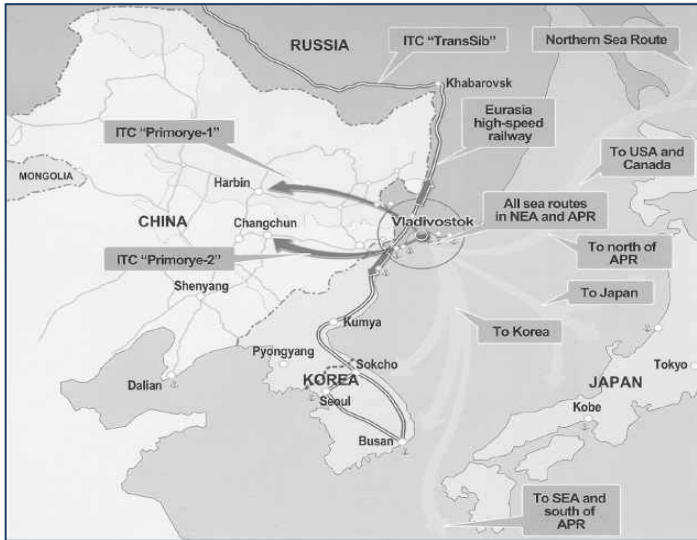 RUSSIA
ITC “TransSib”
Northern Sea Route
Khabarovsk
ITC “Primorye-1”
Eurasia
high-speed
railway
MONGOLIA
Harbin
To USA and
Canada
CHINA
Changchun
Vladivostok
All sea routes
in NEA and APR
ITC “Primorye-2”
To north of
APR
Shenyang
To Japan
Kumya
To Korea
Pyongyang
Sokcho
Dalian
KOREA
Seoul
JAPAN
Tokyo
Kobe
Busan
To SEA and
south of
APR